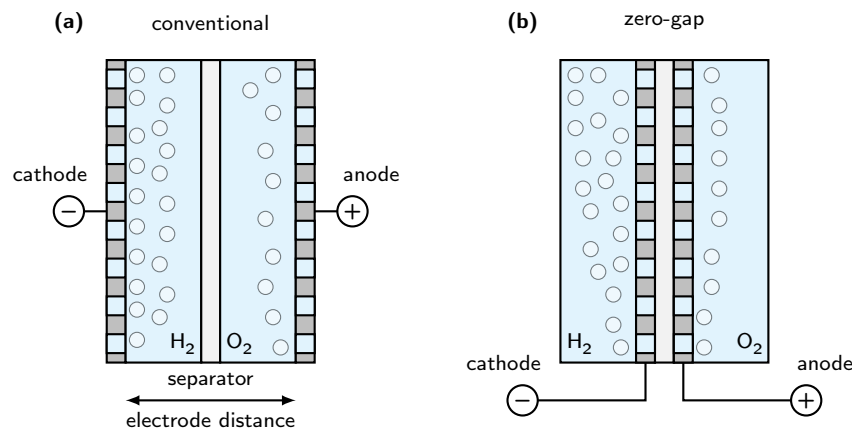 (a)
conventional
cathode
−
anode
+
H₂
O₂
separator
electrode distance
(b)
zero-gap
H₂
O₂
cathode
−
anode
+